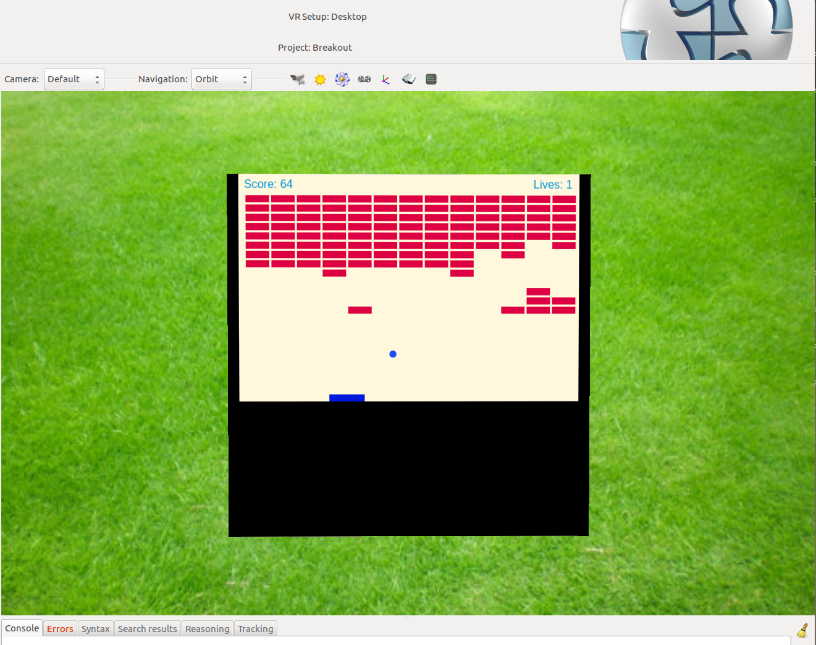 VR Setup: Desktop
Project: Breakout
Camera: Default Navigation: Orbit
Score: 64 Lives: 1
Console Errors Syntax Search results Reasoning Tracking